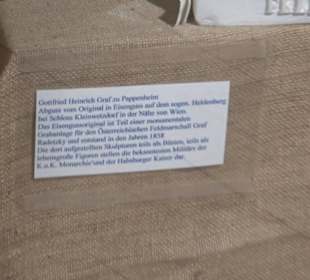 Gottfried Heinrich Graf zu Pappenheim
Abguss vom Original in Eisenguss auf dem sogen. Heldenberg
bei Schloss Kleinwetzdorf in der Nähe von Wien.
Das Eisengussoriginal ist Teil einer monumentalen
Grabanlage für den Österreichischen Feldmarschall Graf
Radetzky und entstand in den Jahren 1858
Die dort aufgestellten Skulpturen teils als Büsten, teils als
lebensgroße Figuren stellen die bekanntesten Militärs der
K.u.K. Monarchie und der Habsburger Kaiser dar.